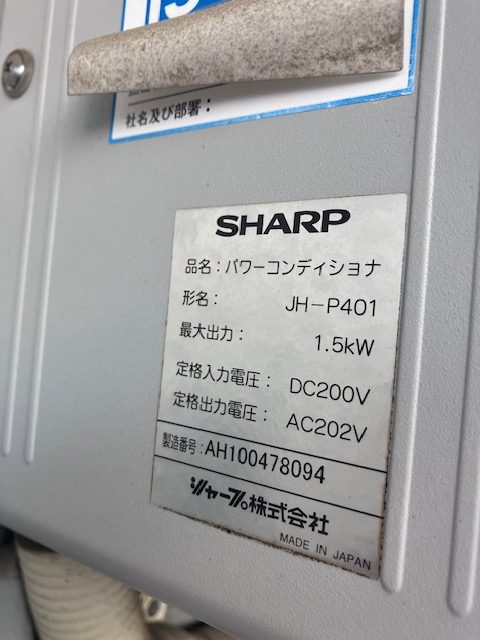 社名及び部署：
SHARP
品名：パワーコンディショナ
形名： JH－P401
最大出力： 1.5kW
定格入力電圧： DC200V
定格出力電圧： AC202V
製造番号：AH100478094
シャープ株式会社
MADE IN JAPAN